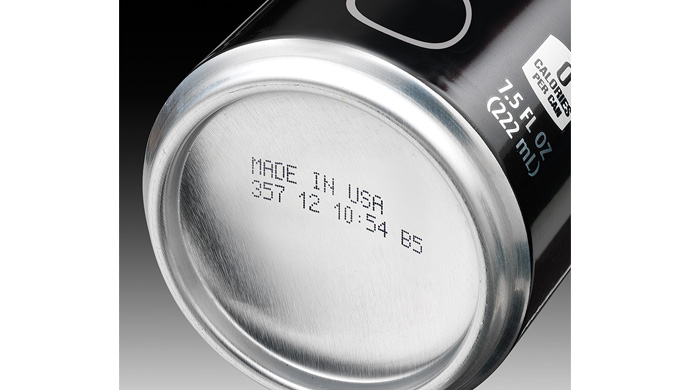 MADE IN USA
357 12 10:54 B5
0
CALORIES
PER CAN
7.5 FL OZ
(222 mL)